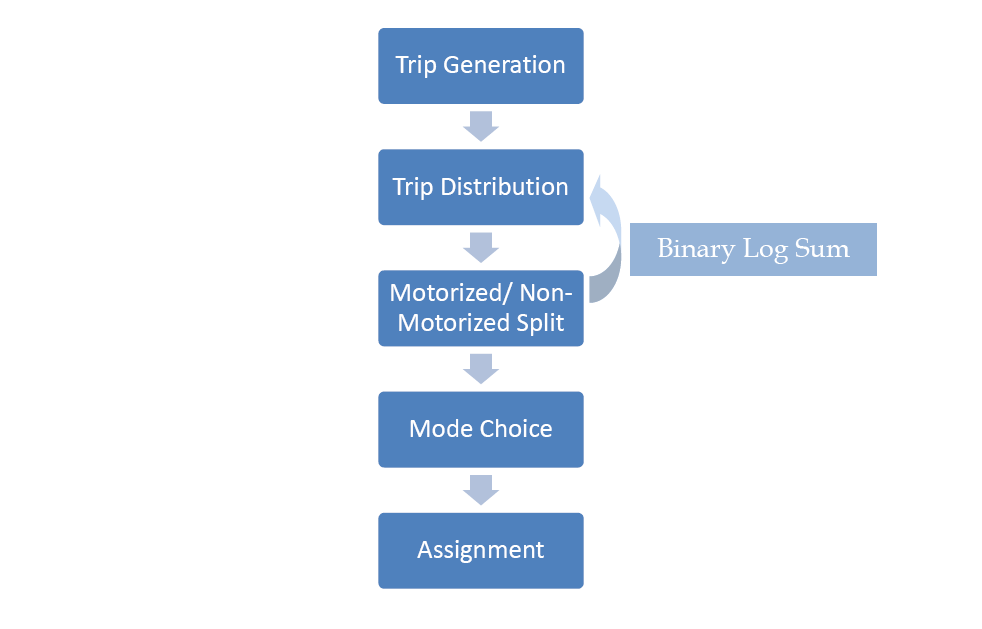 Trip Generation
Trip Distribution
Binary Log Sum
Motorized/ Non-
Motorized Split
Mode Choice
Assignment